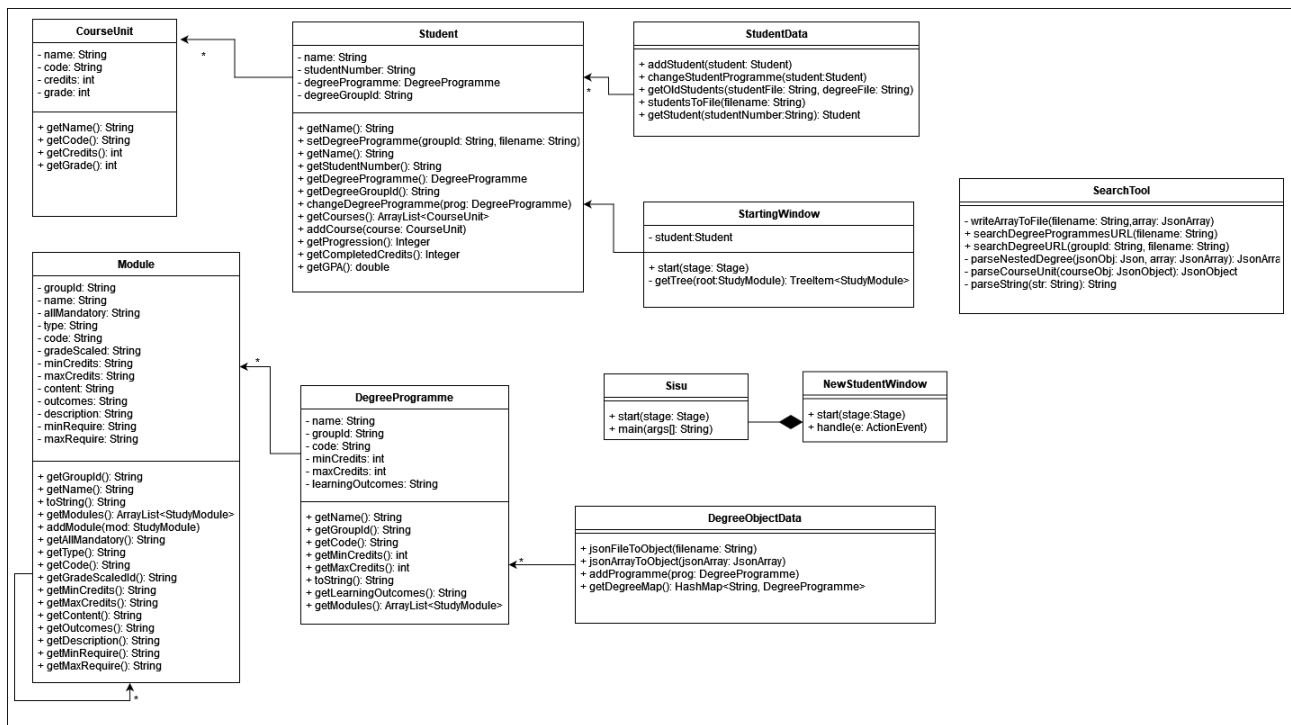 CourseUnit
- name: String
- code: String
- credits: int
- grade: int
+ getName(): String
+ getCode(): String
+ getCredits(): int
+ getGrade(): int
*
Student
- name: String
- studentNumber: String
- degreeProgramme: DegreeProgramme
- degreeGroupId: String
+ getName(): String
+ setDegreeProgramme(groupId: String, filename: String)
+ getName(): String
+ getStudentNumber(): String
+ getDegreeProgramme(): DegreeProgramme
+ getDegreeGroupId(): String
+ changeDegreeProgramme(prog: DegreeProgramme)
+ getCourses(): ArrayList<CourseUnit>
+ addCourse(course: CourseUnit)
+ getProgression(): Integer
+ getCompletedCredits(): Integer
+ getGPA(): double
*
StudentData
+ addStudent(student: Student)
+ changeStudentProgramme(student:Student)
+ getOldStudents(studentFile: String, degreeFile: String)
+ studentsToFile(filename: String)
+ getStudent(studentNumber:String): Student
StartingWindow
- student:Student
+ start(stage: Stage)
- getTree(root:StudyModule): TreeItem<StudyModule>
SearchTool
- writeArrayToFile(filename: String,array: JsonArray)
+ searchDegreeProgrammesURL(filename: String)
+ searchDegreeURL(groupId: String, filename: String)
- parseNestedDegree(jsonObj: Json, array: JsonArray): JsonArra
- parseCourseUnit(courseObj: JsonObject): JsonObject
- parseString(str: String): String
Module
- groupId: String
- name: String
- allMandatory: String
- type: String
- code: String
- gradeScaled: String
- minCredits: String
- maxCredits: String
- content: String
- outcomes: String
- description: String
- minRequire: String
- maxRequire: String
+ getGroupId(): String
+ getName(): String
+ toString(): String
+ getModules(): ArrayList<StudyModule>
+ addModule(mod: StudyModule)
+ getAllMandatory(): String
+ getType(): String
+ getCode(): String
+ getGradeScaledId(): String
+ getMinCredits(): String
+ getMaxCredits(): String
+ getContent(): String
+ getOutcomes(): String
+ getDescription(): String
+ getMinRequire(): String
+ getMaxRequire(): String
*
*
DegreeProgramme
- name: String
- groupId: String
- code: String
- minCredits: int
- maxCredits: int
- learningOutcomes: String
+ getName(): String
+ getGroupId(): String
+ getCode(): String
+ getMinCredits(): int
+ getMaxCredits(): int
+ toString(): String
+ getLearningOutcomes(): String
+ getModules(): ArrayList<StudyModule>
*
Sisu
+ start(stage: Stage)
+ main(args[]: String)
NewStudentWindow
+ start(stage:Stage)
+ handle(e: ActionEvent)
DegreeObjectData
+ jsonFileToObject(filename: String)
+ jsonArrayToObject(jsonArray: JsonArray)
+ addProgramme(prog: DegreeProgramme)
+ getDegreeMap(): HashMap<String, DegreeProgramme>